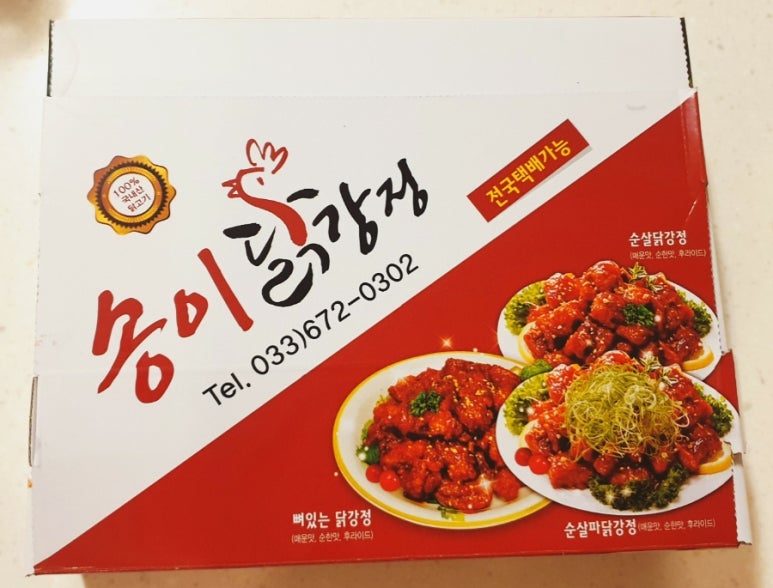 100%
국내산
닭고기
송이닭강정
Tel. 033)672-0302
전국택배가능
순살닭강정
(매운맛, 순한맛, 후라이드)
뼈있는 닭강정
(매운맛, 순한맛, 후라이드)
순살파닭강정(매운맛, 순한맛, 후라이드)